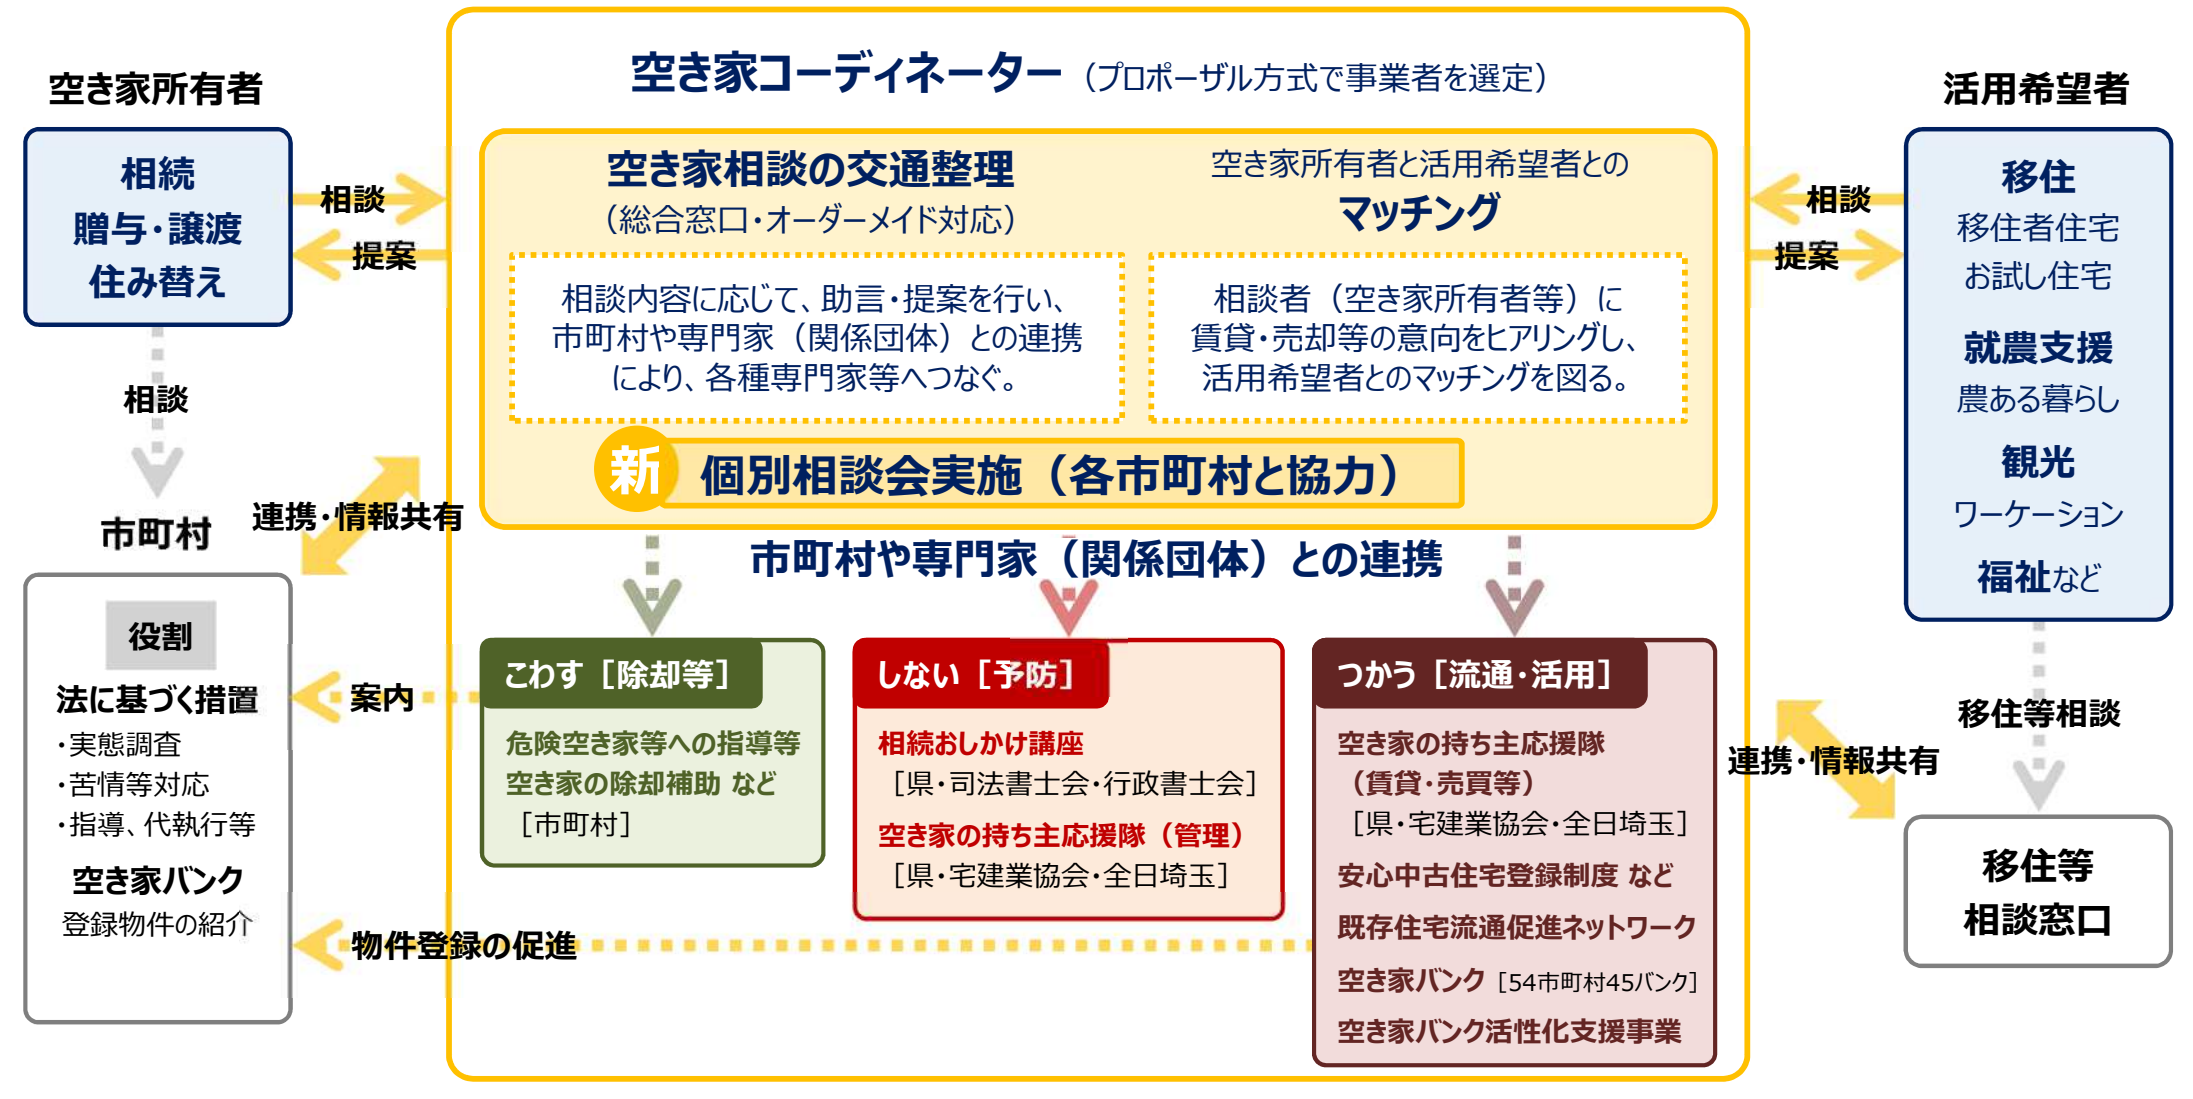 空き家所有者
相続
贈与・譲渡
住み替え
相談
提案
相談
市町村
連携・情報共有
役割
法に基づく措置
・実態調査
・苦情等対応
・指導、代執行等
空き家バンク
登録物件の紹介
空き家コーディネーター（プロポーザル方式で事業者を選定）
空き家相談の交通整理
（総合窓口・オーダーメイド対応）
相談内容に応じて、助言・提案を行い、
市町村や専門家（関係団体）との連携
により、各種専門家等へつなぐ。
空き家所有者と活用希望者との
マッチング
相談者（空き家所有者等）に
賃貸・売却等の意向をヒアリングし、
活用希望者とのマッチングを図る。
新 個別相談会実施（各市町村と協力）
市町村や専門家（関係団体）との連携
案内
物件登録の促進
こわす［除却等］
危険空き家等への指導等
空き家の除却補助 など
［市町村］
しない［予防］
相続おしかけ講座
［県・司法書士会・行政書士会］
空き家の持ち主応援隊（管理）
［県・宅建業協会・全日埼玉］
つかう［流通・活用］
空き家の持ち主応援隊
（賃貸・売買等）
［県・宅建業協会・全日埼玉］
安心中古住宅登録制度 など
既存住宅流通促進ネットワーク
空き家バンク［54市町村45バンク］
空き家バンク活性化支援事業
活用希望者
相談
提案
移住
移住者住宅
お試し住宅
就農支援
農ある暮らし
観光
ワーケーション
福祉など
移住等相談
連携・情報共有
移住等
相談窓口